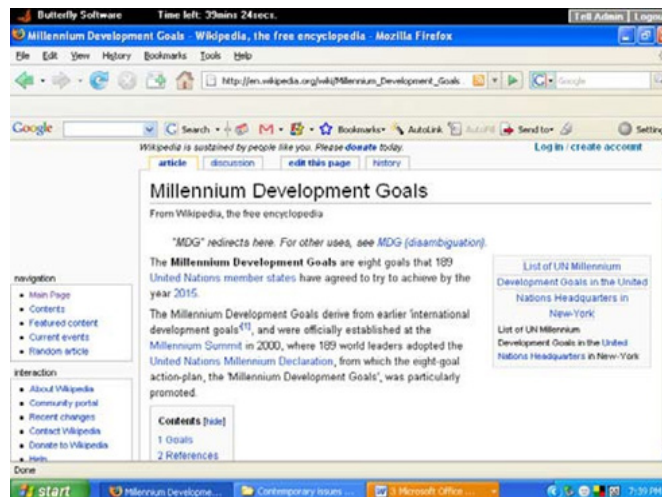 Butterfly Software Time left: 39mins 24secs. Tell Admin Logou
Millennium Development Goals - Wikipedia, the free encyclopedia - Mozilla Firefox
File Edit View History Bookmarks Tools Help
http://en.wikipedia.org/wiki/Millennium_Development_Goals Google
Google Search Bookmarks AutoLink AutoFill Send to Setting
Wikipedia is sustained by people like you. Please donate today. Log in / create account
article discussion edit this page history
Millennium Development Goals
From Wikipedia, the free encyclopedia
"MDG" redirects here. For other uses, see MDG (disambiguation).
The Millennium Development Goals are eight goals that 189
United Nations member states have agreed to try to achieve by the
year 2015.
The Millennium Development Goals derive from earlier 'international
development goals'[1], and were officially established at the
Millennium Summit in 2000, where 189 world leaders adopted the
United Nations Millennium Declaration, from which the eight-goal
action-plan, the 'Millennium Development Goals', was particularly
promoted.
List of UN Millennium
Development Goals in the United
Nations Headquarters in
New-York
List of UN Millennium
Development Goals in the United
Nations Headquarters in New-York
navigation
Main Page
Contents
Featured content
Current events
Random article
interaction
About Wikipedia
Community portal
Recent changes
Contact Wikipedia
Donate to Wikipedia
Help
Contents [hide]
1 Goals
2 References
Done
start Millennium Developme... Contemporary issues ... 3 Microsoft Office ... 7:39 PM